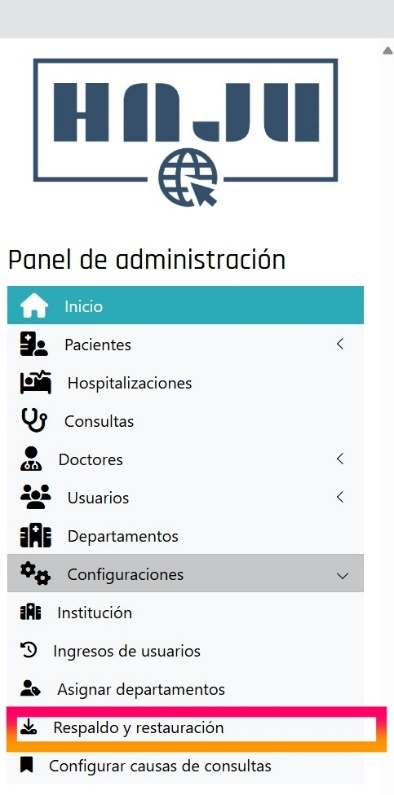 HAJU
Panel de administración
Inicio
Pacientes
Hospitalizaciones
Consultas
Doctores
Usuarios
Departamentos
Configuraciones
Institución
Ingresos de usuarios
Asignar departamentos
Respaldo y restauración
Configurar causas de consultas